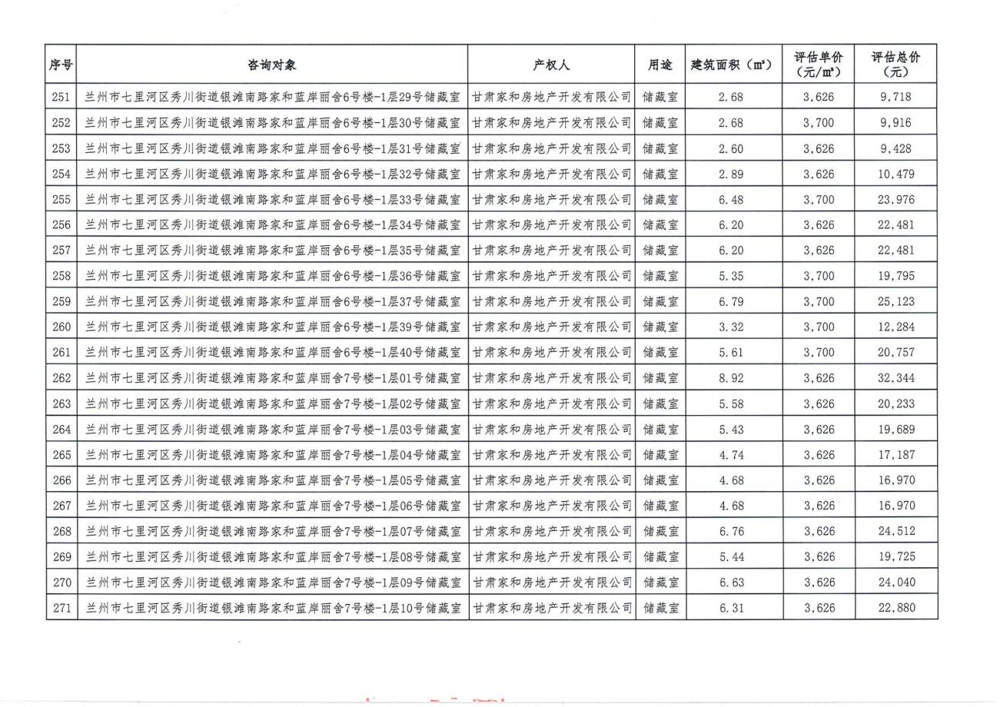 序号 咨询对象 产权人 用途 建筑面积（㎡） 评估单价（元/㎡） 评估总价（元）
251 兰州市七里河区秀川街道银滩南路家和蓝岸丽舍6号楼-1层29号储藏室 甘肃家和房地产开发有限公司 储藏室 2.68 3,626 9,718
252 兰州市七里河区秀川街道银滩南路家和蓝岸丽舍6号楼-1层30号储藏室 甘肃家和房地产开发有限公司 储藏室 2.68 3,700 9,916
253 兰州市七里河区秀川街道银滩南路家和蓝岸丽舍6号楼-1层31号储藏室 甘肃家和房地产开发有限公司 储藏室 2.60 3,626 9,428
254 兰州市七里河区秀川街道银滩南路家和蓝岸丽舍6号楼-1层32号储藏室 甘肃家和房地产开发有限公司 储藏室 2.89 3,626 10,479
255 兰州市七里河区秀川街道银滩南路家和蓝岸丽舍6号楼-1层33号储藏室 甘肃家和房地产开发有限公司 储藏室 6.48 3,700 23,976
256 兰州市七里河区秀川街道银滩南路家和蓝岸丽舍6号楼-1层34号储藏室 甘肃家和房地产开发有限公司 储藏室 6.20 3,626 22,481
257 兰州市七里河区秀川街道银滩南路家和蓝岸丽舍6号楼-1层35号储藏室 甘肃家和房地产开发有限公司 储藏室 6.20 3,626 22,481
258 兰州市七里河区秀川街道银滩南路家和蓝岸丽舍6号楼-1层36号储藏室 甘肃家和房地产开发有限公司 储藏室 5.35 3,700 19,795
259 兰州市七里河区秀川街道银滩南路家和蓝岸丽舍6号楼-1层37号储藏室 甘肃家和房地产开发有限公司 储藏室 6.79 3,700 25,123
260 兰州市七里河区秀川街道银滩南路家和蓝岸丽舍6号楼-1层39号储藏室 甘肃家和房地产开发有限公司 储藏室 3.32 3,700 12,284
261 兰州市七里河区秀川街道银滩南路家和蓝岸丽舍6号楼-1层40号储藏室 甘肃家和房地产开发有限公司 储藏室 5.61 3,700 20,757
262 兰州市七里河区秀川街道银滩南路家和蓝岸丽舍7号楼-1层01号储藏室 甘肃家和房地产开发有限公司 储藏室 8.92 3,626 32,344
263 兰州市七里河区秀川街道银滩南路家和蓝岸丽舍7号楼-1层02号储藏室 甘肃家和房地产开发有限公司 储藏室 5.58 3,626 20,233
264 兰州市七里河区秀川街道银滩南路家和蓝岸丽舍7号楼-1层03号储藏室 甘肃家和房地产开发有限公司 储藏室 5.43 3,626 19,689
265 兰州市七里河区秀川街道银滩南路家和蓝岸丽舍7号楼-1层04号储藏室 甘肃家和房地产开发有限公司 储藏室 4.74 3,626 17,187
266 兰州市七里河区秀川街道银滩南路家和蓝岸丽舍7号楼-1层05号储藏室 甘肃家和房地产开发有限公司 储藏室 4.68 3,626 16,970
267 兰州市七里河区秀川街道银滩南路家和蓝岸丽舍7号楼-1层06号储藏室 甘肃家和房地产开发有限公司 储藏室 4.68 3,626 16,970
268 兰州市七里河区秀川街道银滩南路家和蓝岸丽舍7号楼-1层07号储藏室 甘肃家和房地产开发有限公司 储藏室 6.76 3,626 24,512
269 兰州市七里河区秀川街道银滩南路家和蓝岸丽舍7号楼-1层08号储藏室 甘肃家和房地产开发有限公司 储藏室 5.44 3,626 19,725
270 兰州市七里河区秀川街道银滩南路家和蓝岸丽舍7号楼-1层09号储藏室 甘肃家和房地产开发有限公司 储藏室 6.63 3,626 24,040
271 兰州市七里河区秀川街道银滩南路家和蓝岸丽舍7号楼-1层10号储藏室 甘肃家和房地产开发有限公司 储藏室 6.31 3,626 22,880